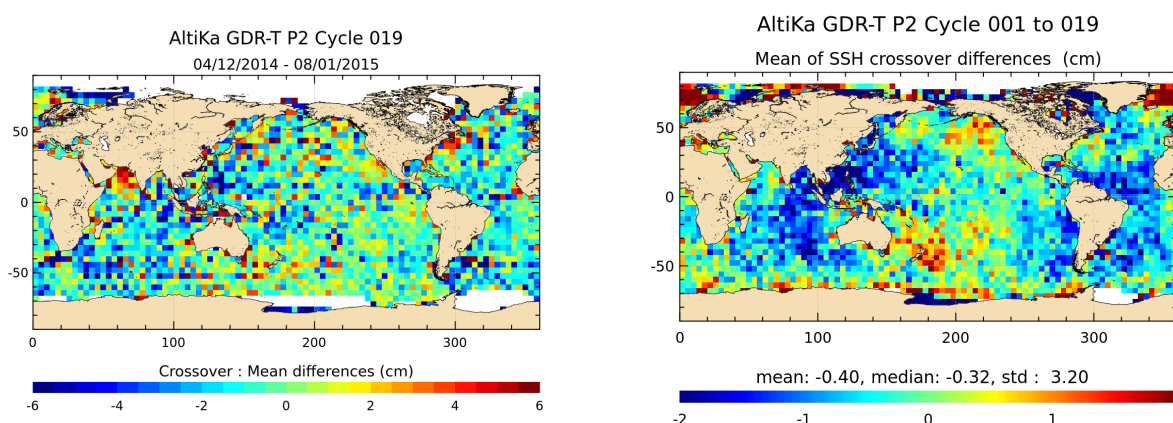 AltiKa GDR-T P2 Cycle 019
04/12/2014 - 08/01/2015
50
0
-50
0 100 200 300
Crossover : Mean differences (cm)
-6 -4 -2 0 2 4 6
AltiKa GDR-T P2 Cycle 001 to 019
Mean of SSH crossover differences (cm)
50
0
-50
0 100 200 300
mean: -0.40, median: -0.32, std : 3.20
-2 -1 0 1